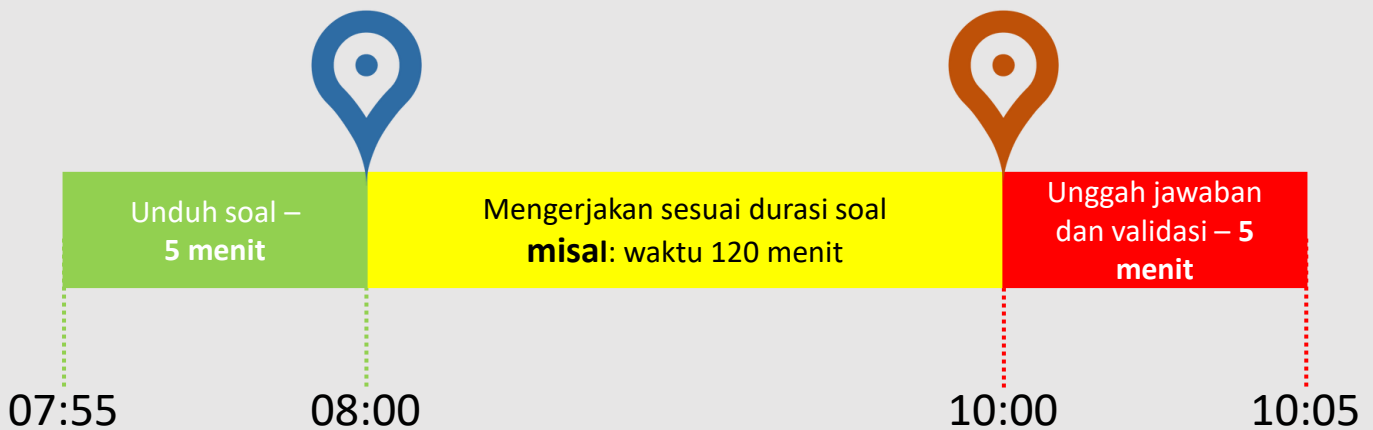 Unduh soal –
5 menit
Mengerjakan sesuai durasi soal
misal: waktu 120 menit
Unggah jawaban
dan validasi – 5
menit
07:55
08:00
10:00
10:05